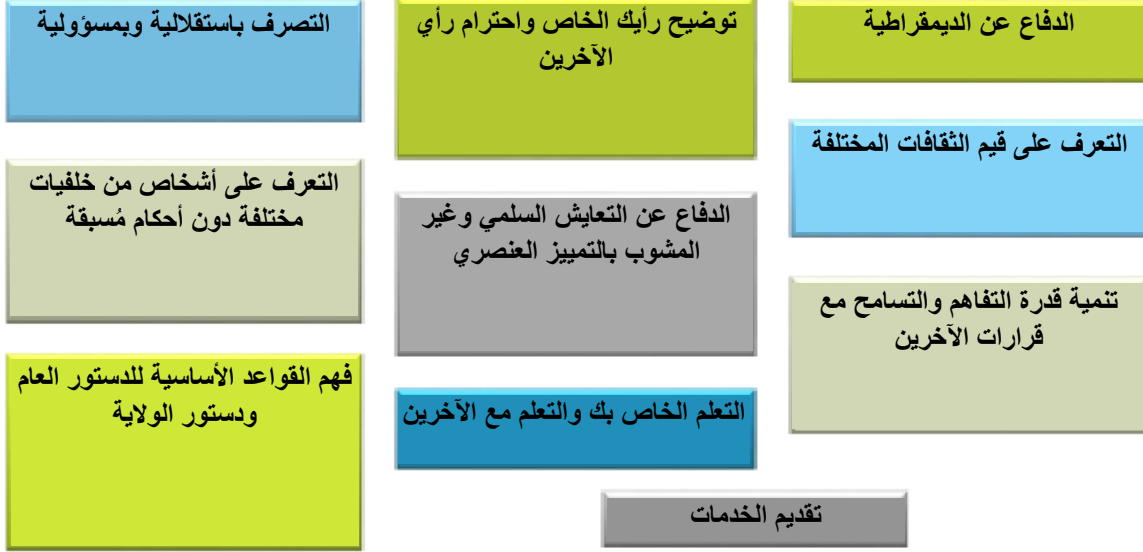 الدفاع عن الديمقراطية
التعرف على قيم الثقافات المختلفة
تنمية قدرة التفاهم والتسامح مع
قرارات الآخرين
توضيح رأيك الخاص واحترام رأي
الآخرين
الدفاع عن التعايش السلمي وغير
المشوب بالتمييز العنصري
التعلم الخاص بك والتعلم مع الآخرين
تقديم الخدمات
التصرف باستقلالية وبمسؤولية
التعرف على أشخاص من خلفيات
مختلفة دون أحكام مُسبقة
فهم القواعد الأساسية للدستور العام
ودستور الولاية